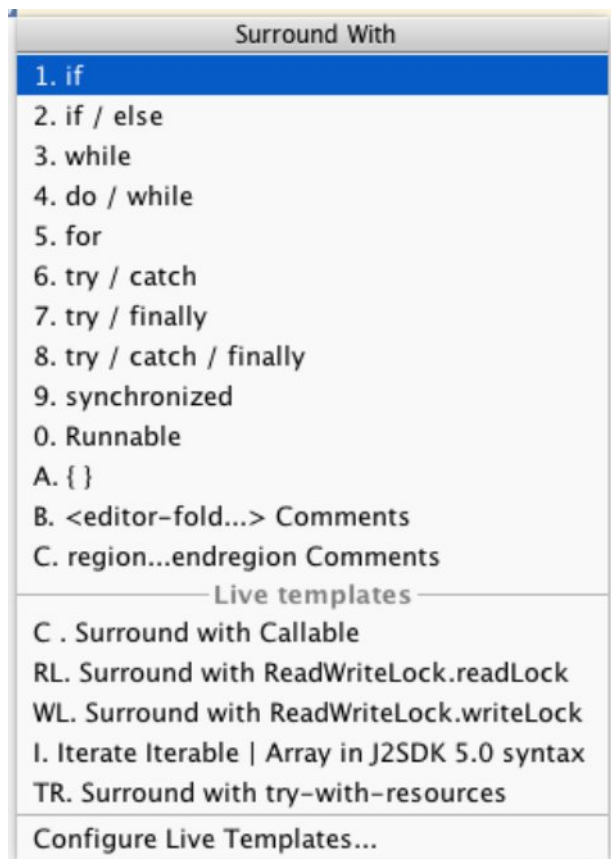 Surround With
1. if
2. if / else
3. while
4. do / while
5. for
6. try / catch
7. try / finally
8. try / catch / finally
9. synchronized
0. Runnable
A. { }
B. <editor-fold...> Comments
C. region...endregion Comments
Live templates
C . Surround with Callable
RL. Surround with ReadWriteLock.readLock
WL. Surround with ReadWriteLock.writeLock
I. Iterate Iterable | Array in J2SDK 5.0 syntax
TR. Surround with try-with-resources
Configure Live Templates...